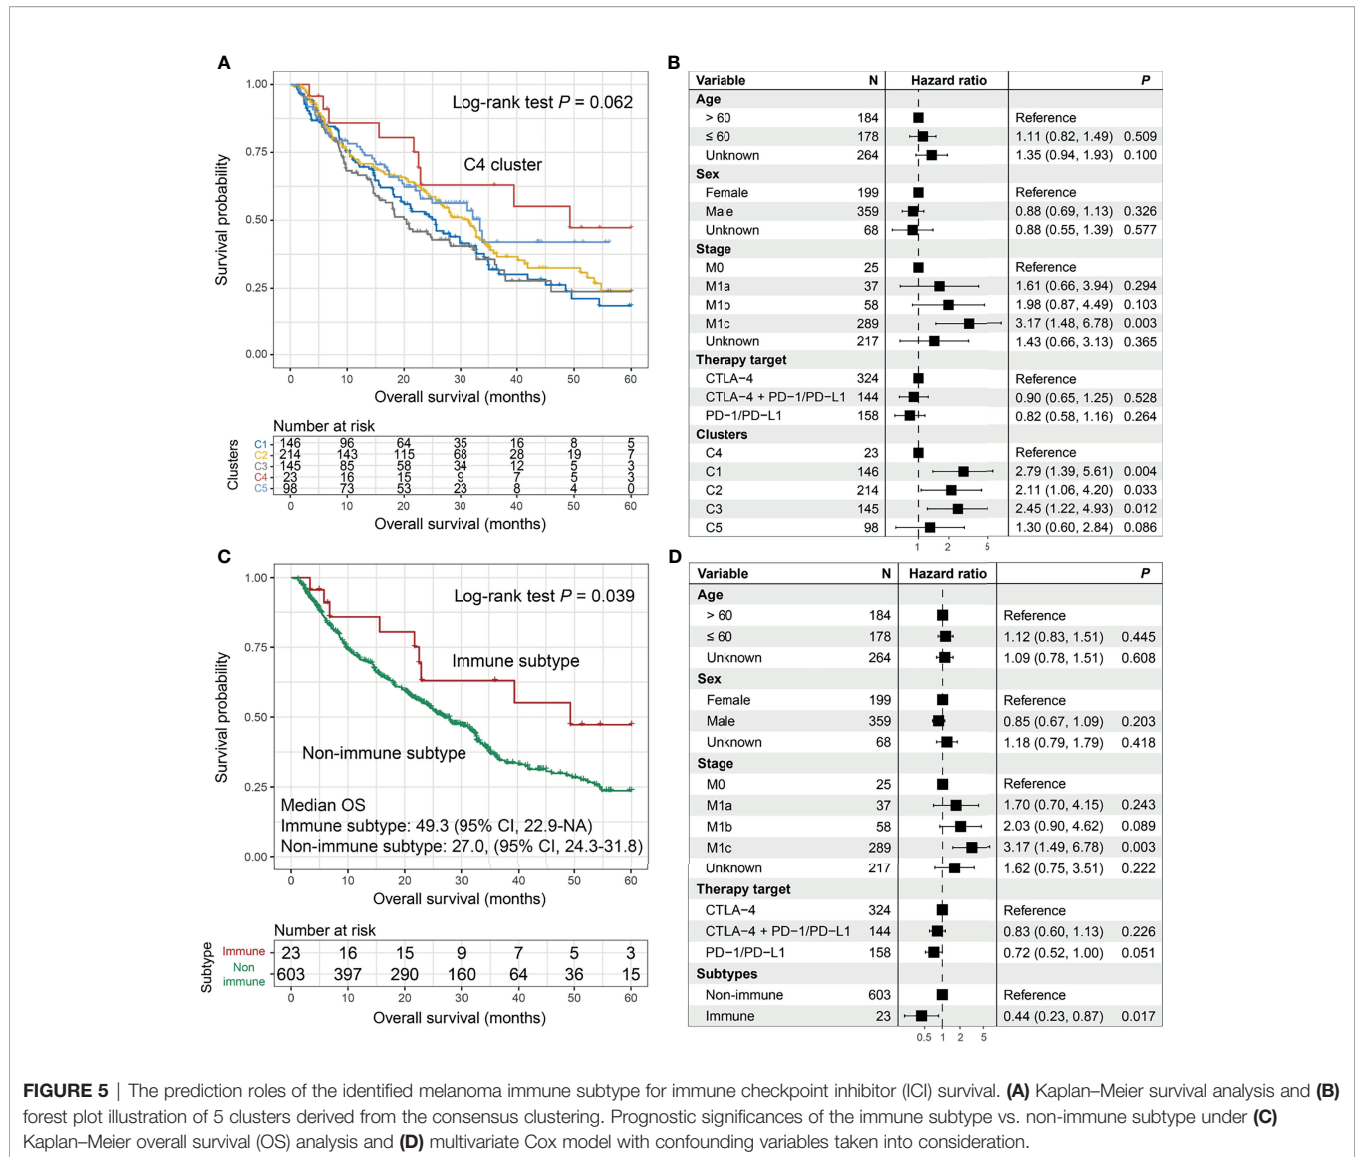 A
1.00
0.75
0.50
0.25
0.00
Survival probability
Log-rank test P = 0.062
C4 cluster
0 10 20 30 40 50 60
Overall survival (months)
Number at risk
Clusters
C1 146 96 64 35 16 8 5
C2 214 143 115 68 28 19 7
C3 145 85 58 34 12 5 3
C4 23 16 15 9 7 5 3
C5 98 73 53 23 8 4 0
0 10 20 30 40 50 60
Overall survival (months)
B
Variable N Hazard ratio P
Age
> 60 184 Reference
≤ 60 178 1.11 (0.82, 1.49) 0.509
Unknown 264 1.35 (0.94, 1.93) 0.100
Sex
Female 199 Reference
Male 359 0.88 (0.69, 1.13) 0.326
Unknown 68 0.88 (0.55, 1.39) 0.577
Stage
M0 25 Reference
M1a 37 1.61 (0.66, 3.94) 0.294
M1b 58 1.98 (0.87, 4.49) 0.103
M1c 289 3.17 (1.48, 6.78) 0.003
Unknown 217 1.43 (0.66, 3.13) 0.365
Therapy target
CTLA−4 324 Reference
CTLA−4 + PD−1/PD−L1 144 0.90 (0.65, 1.25) 0.528
PD−1/PD−L1 158 0.82 (0.58, 1.16) 0.264
Clusters
C4 23 Reference
C1 146 2.79 (1.39, 5.61) 0.004
C2 214 2.11 (1.06, 4.20) 0.033
C3 145 2.45 (1.22, 4.93) 0.012
C5 98 1.30 (0.60, 2.84) 0.086
1 2 5
C
1.00
0.75
0.50
0.25
0.00
Survival probability
Log-rank test P = 0.039
Immune subtype
Non-immune subtype
Median OS
Immune subtype: 49.3 (95% CI, 22.9-NA)
Non-immune subtype: 27.0, (95% CI, 24.3-31.8)
0 10 20 30 40 50 60
Overall survival (months)
Number at risk
Subtype
Immune 23 16 15 9 7 5 3
Non
immune 603 397 290 160 64 36 15
0 10 20 30 40 50 60
Overall survival (months)
D
Variable N Hazard ratio P
Age
> 60 184 Reference
≤ 60 178 1.12 (0.83, 1.51) 0.445
Unknown 264 1.09 (0.78, 1.51) 0.608
Sex
Female 199 Reference
Male 359 0.85 (0.67, 1.09) 0.203
Unknown 68 1.18 (0.79, 1.79) 0.418
Stage
M0 25 Reference
M1a 37 1.70 (0.70, 4.15) 0.243
M1b 58 2.03 (0.90, 4.62) 0.089
M1c 289 3.17 (1.49, 6.78) 0.003
Unknown 217 1.62 (0.75, 3.51) 0.222
Therapy target
CTLA−4 324 Reference
CTLA−4 + PD−1/PD−L1 144 0.83 (0.60, 1.13) 0.226
PD−1/PD−L1 158 0.72 (0.52, 1.00) 0.051
Subtypes
Non−immune 603 Reference
Immune 23 0.44 (0.23, 0.87) 0.017
0.5 1 2 5
FIGURE 5 | The prediction roles of the identified melanoma immune subtype for immune checkpoint inhibitor (ICI) survival. (A) Kaplan–Meier survival analysis and (B)
forest plot illustration of 5 clusters derived from the consensus clustering. Prognostic significances of the immune subtype vs. non-immune subtype under (C)
Kaplan–Meier overall survival (OS) analysis and (D) multivariate Cox model with confounding variables taken into consideration.